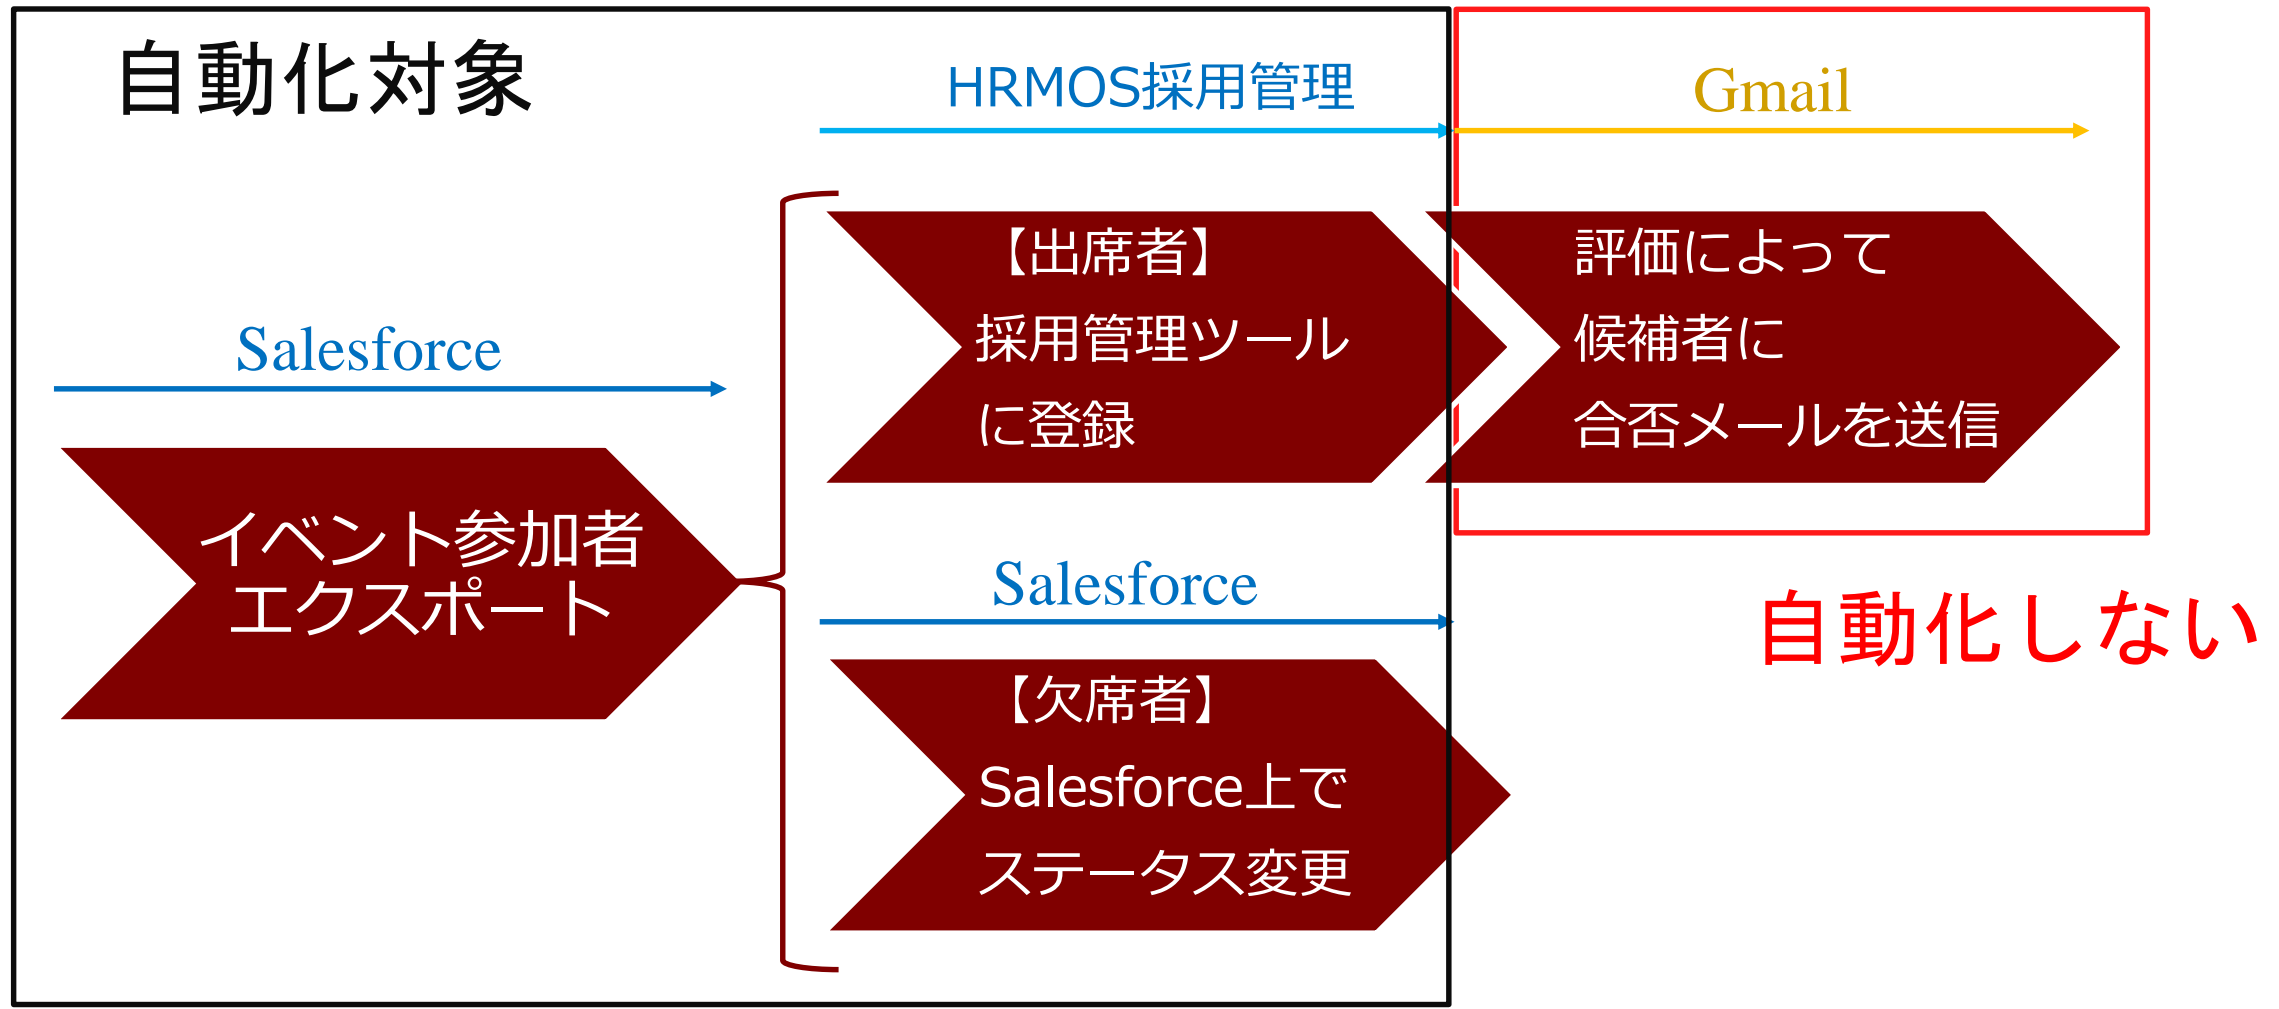 自動化対象
HRMOS採用管理
Gmail
【出席者】
採用管理ツール
に登録
評価によって
候補者に
合否メールを送信
Salesforce
イベント参加者
エクスポート
Salesforce
【欠席者】
Salesforce上で
ステータス変更
自動化しない